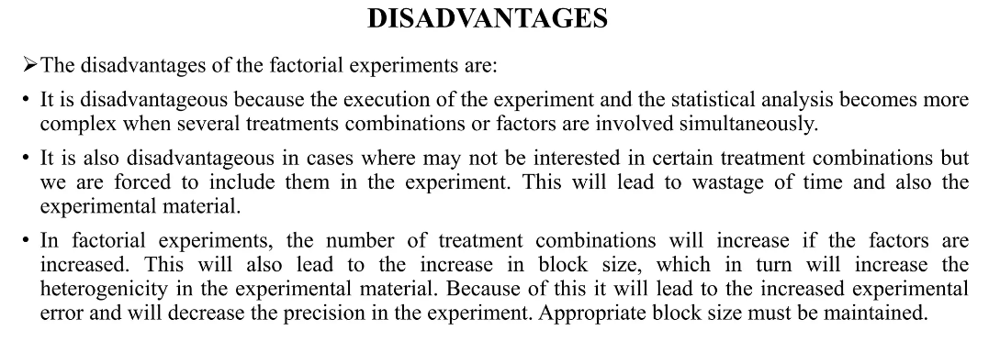 DISADVANTAGES
➢The disadvantages of the factorial experiments are:
• It is disadvantageous because the execution of the experiment and the statistical analysis becomes more
complex when several treatments combinations or factors are involved simultaneously.
• It is also disadvantageous in cases where may not be interested in certain treatment combinations but
we are forced to include them in the experiment. This will lead to wastage of time and also the
experimental material.
• In factorial experiments, the number of treatment combinations will increase if the factors are
increased. This will also lead to the increase in block size, which in turn will increase the
heterogenicity in the experimental material. Because of this it will lead to the increased experimental
error and will decrease the precision in the experiment. Appropriate block size must be maintained.